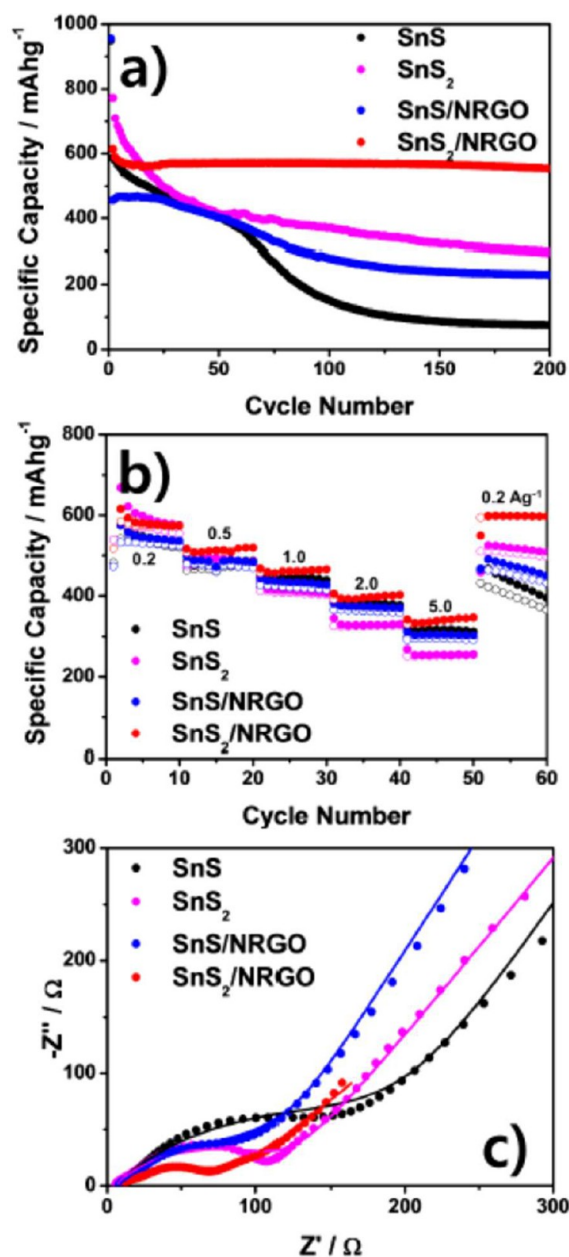 a)
SnS
SnS₂
SnS/NRGO
SnS₂/NRGO
Specific Capacity / mAhg⁻¹
1000
800
600
400
200
0
0 50 100 150 200
Cvcle Number
b)
0.2
0.5
1.0
2.0
5.0
0.2 Ag⁻¹
SnS
SnS₂
SnS/NRGO
SnS₂/NRGO
Specific Capacity / mAhg⁻¹
800
600
400
200
0
0 10 20 30 40 50 60
Cycle Number
SnS
SnS₂
SnS/NRGO
SnS₂/NRGO
c)
-Z'' / Ω
300
200
100
0
0 100 200 300
Z' / Ω